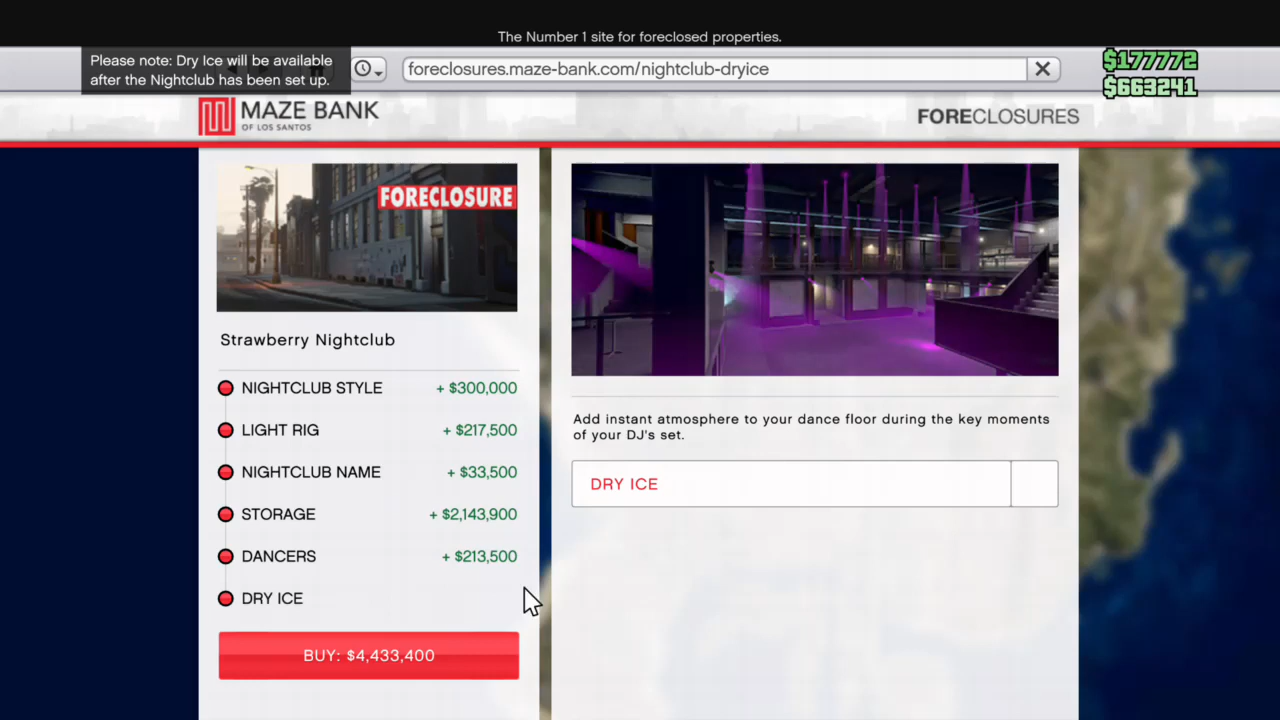 The Number 1 site for foreclosed properties.
Please note: Dry Ice will be available
after the Nightclub has been set up.
foreclosures.maze-bank.com/nightclub-dryice
$177772
$663241
MAZE BANK
OF LOS SANTOS
FORECLOSURES
FORECLOSURE
Strawberry Nightclub
NIGHTCLUB STYLE + $300,000
LIGHT RIG + $217,500
NIGHTCLUB NAME + $33,500
STORAGE + $2,143,900
DANCERS + $213,500
DRY ICE
BUY: $4,433,400
Add instant atmosphere to your dance floor during the key moments
of your DJ's set.
DRY ICE